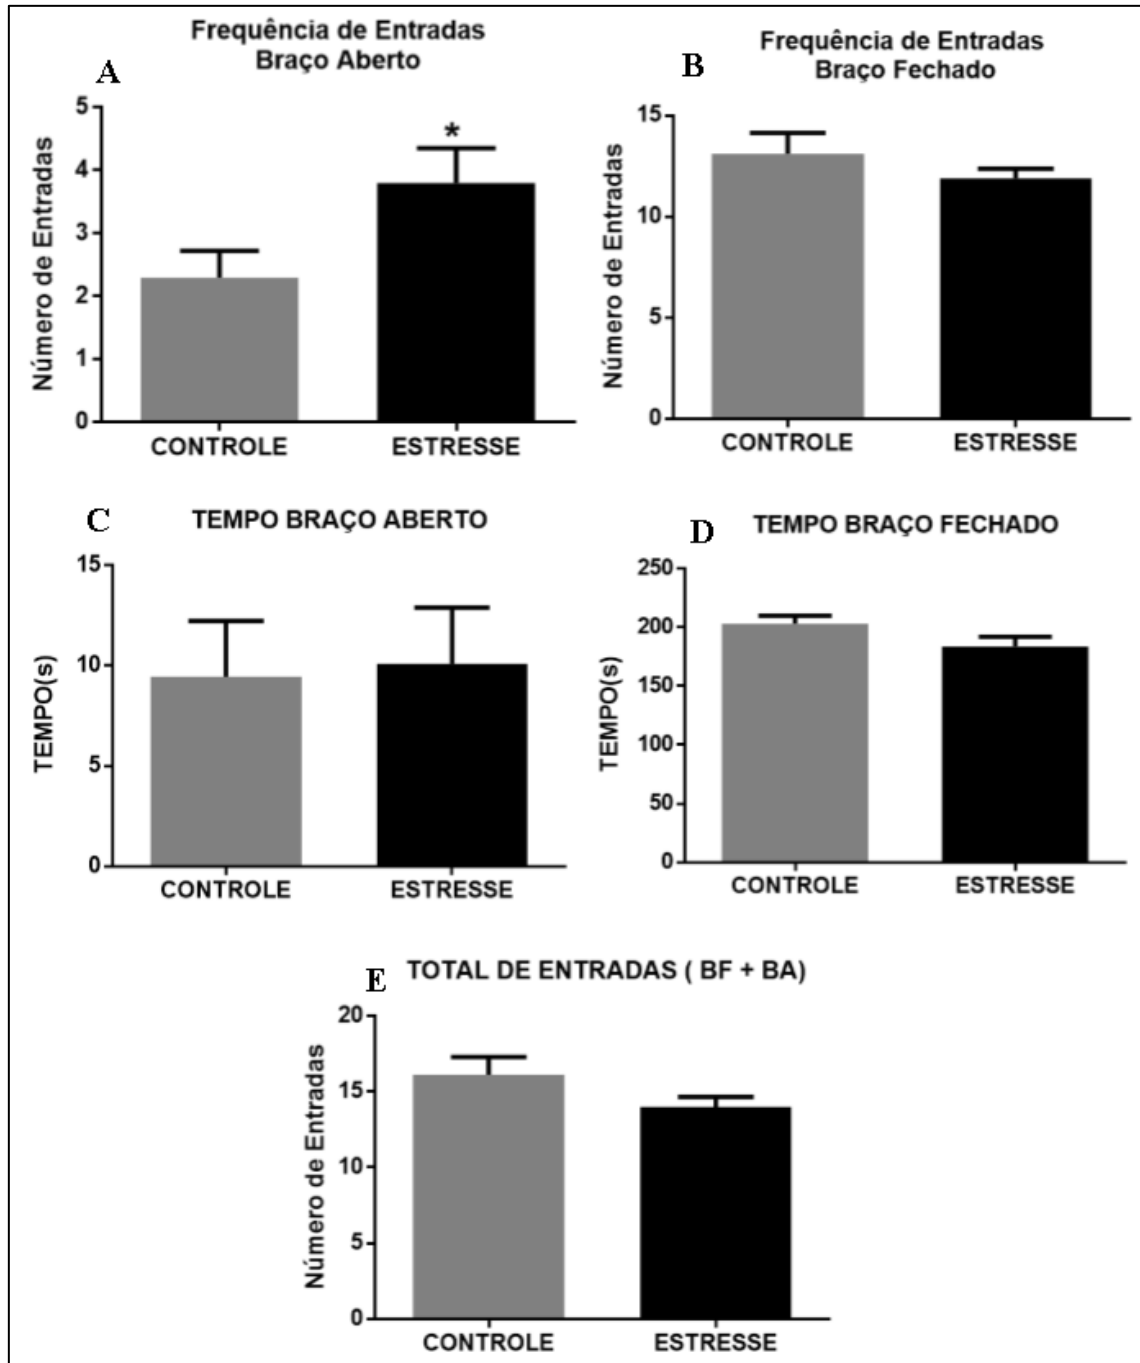 Frequência de Entradas
Braço Aberto
A
Número de Entradas
5
4
3
2
1
0
*
CONTROLE
ESTRESSE
Frequência de Entradas
Braço Fechado
B
Número de Entradas
15
10
5
0
CONTROLE
ESTRESSE
C
TEMPO BRAÇO ABERTO
TEMPO(s)
15
10
5
0
CONTROLE
ESTRESSE
D
TEMPO BRAÇO FECHADO
TEMPO(s)
250
200
150
100
50
0
CONTROLE
ESTRESSE
E
TOTAL DE ENTRADAS ( BF + BA)
Número de Entradas
20
15
10
5
0
CONTROLE
ESTRESSE